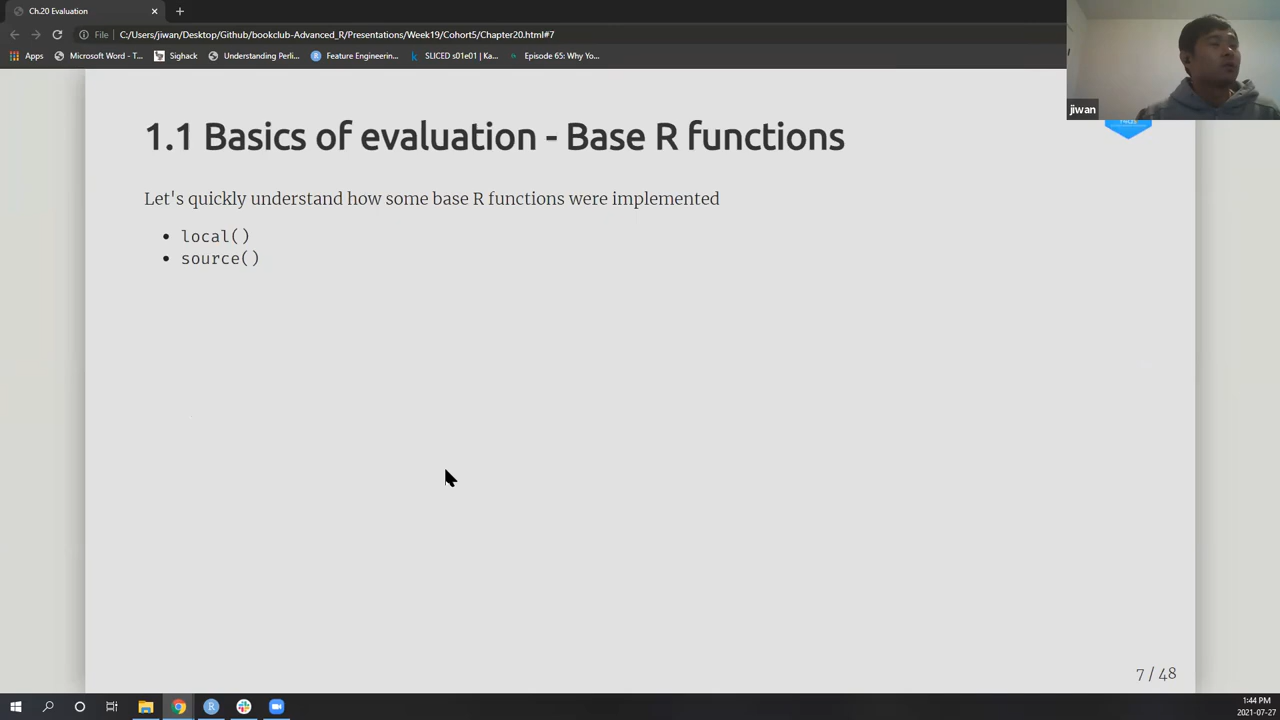 Ch.20 Evaluation
File
C:/Users/jiwan/Desktop/Github/bookclub-Advanced_R/Presentations/Week19/Cohort5/Chapter20.html#7
Apps
Microsoft Word - T...
Sighack
Understanding Perli...
Feature Engineerin...
SLICED s01e01 | Ka...
Episode 65: Why Yo...
jiwan
1.1 Basics of evaluation - Base R functions
Let's quickly understand how some base R functions were implemented
local()
source()
7 / 48
1:44 PM
2021-07-27